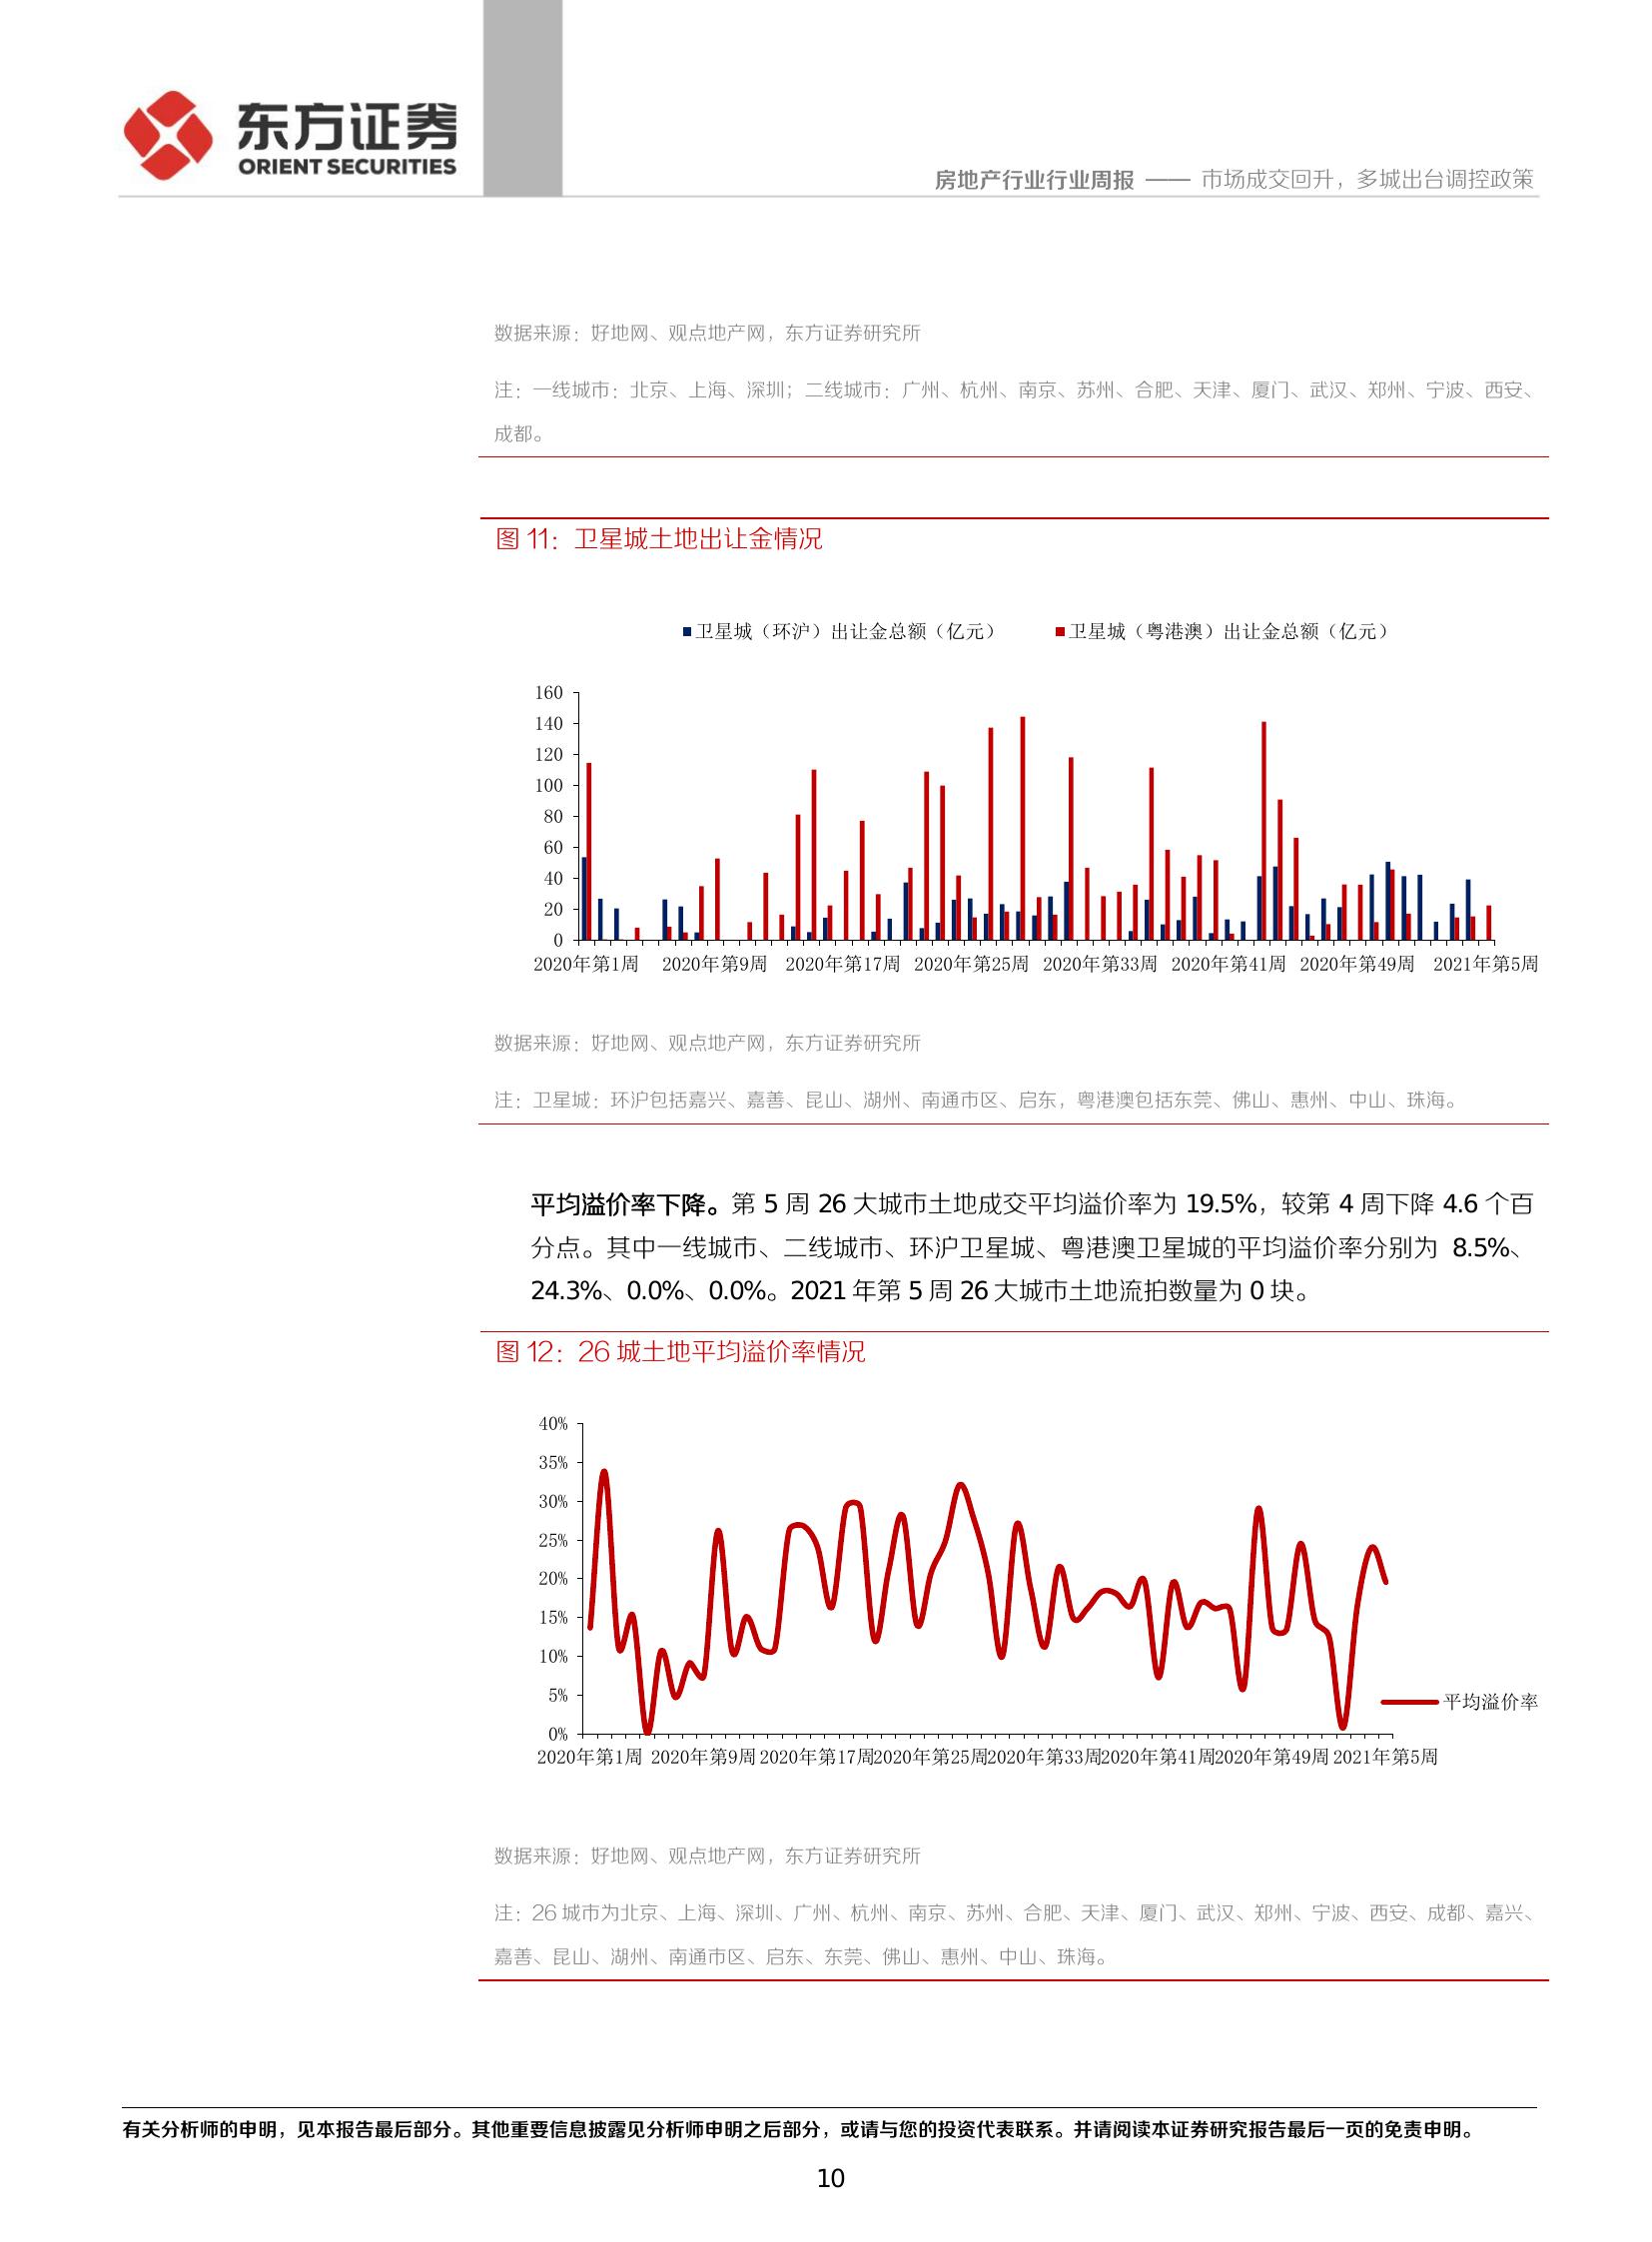 东方证券
ORIENT SECURITIES
房地产行业行业周报 —— 市场成交回升，多城出台调控政策
数据来源：好地网、观点地产网，东方证券研究所
注：一线城市：北京、上海、深圳；二线城市：广州、杭州、南京、苏州、合肥、天津、厦门、武汉、郑州、宁波、西安、
成都。
图 11：卫星城土地出让金情况
卫星城（环沪）出让金总额（亿元） 卫星城（粤港澳）出让金总额（亿元）
160
140
120
100
80
60
40
20
0
2020年第1周 2020年第9周 2020年第17周 2020年第25周 2020年第33周 2020年第41周 2020年第49周 2021年第5周
数据来源：好地网、观点地产网，东方证券研究所
注：卫星城：环沪包括嘉兴、嘉善、昆山、湖州、南通市区、启东，粤港澳包括东莞、佛山、惠州、中山、珠海。
平均溢价率下降。第 5 周 26 大城市土地成交平均溢价率为 19.5%，较第 4 周下降 4.6 个百
分点。其中一线城市、二线城市、环沪卫星城、粤港澳卫星城的平均溢价率分别为 8.5%、
24.3%、0.0%、0.0%。2021 年第 5 周 26 大城市土地流拍数量为 0 块。
图 12：26 城土地平均溢价率情况
40%
35%
30%
25%
20%
15%
10%
5%
0%
平均溢价率
2020年第1周 2020年第9周 2020年第17周 2020年第25周 2020年第33周 2020年第41周 2020年第49周 2021年第5周
数据来源：好地网、观点地产网，东方证券研究所
注：26 城市为北京、上海、深圳、广州、杭州、南京、苏州、合肥、天津、厦门、武汉、郑州、宁波、西安、成都、嘉兴、
嘉善、昆山、湖州、南通市区、启东、东莞、佛山、惠州、中山、珠海。
有关分析师的申明，见本报告最后部分。其他重要信息披露见分析师申明之后部分，或请与您的投资代表联系。并请阅读本证券研究报告最后一页的免责申明。
10